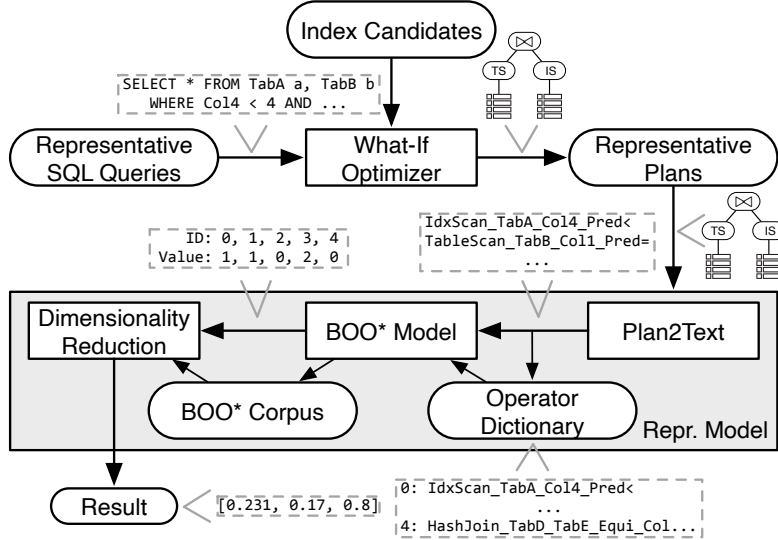 Index Candidates
SELECT * FROM TabA a, TabB b
WHERE Col4 < 4 AND ...
⋈
TS
IS
Representative
SQL Queries
What-If
Optimizer
Representative
Plans
ID: 0, 1, 2, 3, 4
Value: 1, 1, 0, 2, 0
IdxScan_TabA_Col4_Pred<
TableScan_TabB_Col1_Pred=
...
⋈
TS
IS
Dimensionality
Reduction
BOO* Model
Plan2Text
BOO* Corpus
Operator
Dictionary
Repr. Model
Result
[0.231, 0.17, 0.8]
0: IdxScan_TabA_Col4_Pred<
...
4: HashJoin_TabD_TabE_Equi_Col...